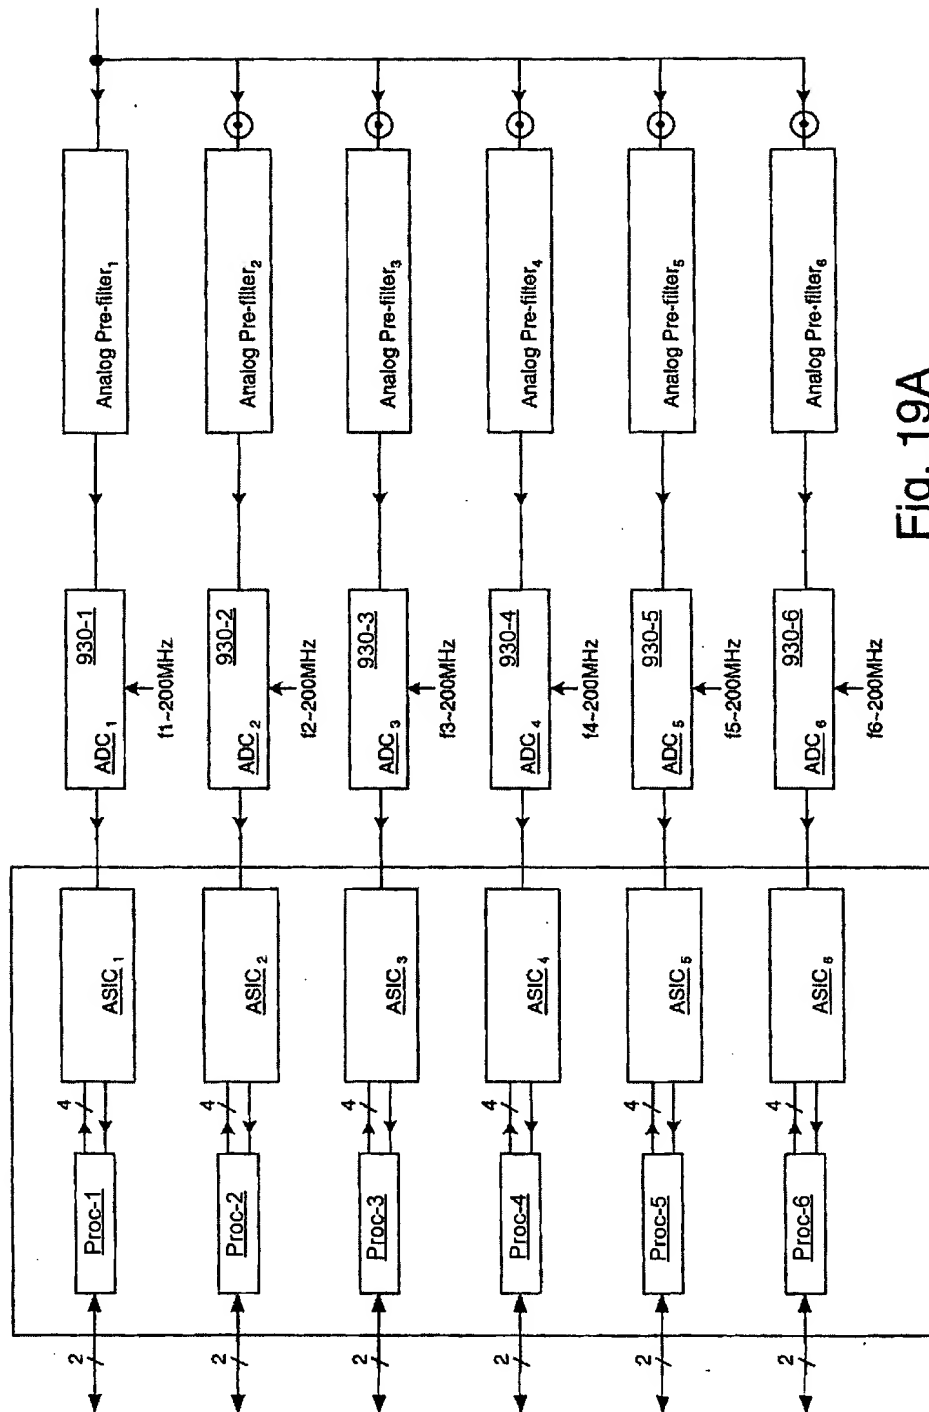 2
Proc-1
4
ASIC₁
ADC₁ 930-1
f1~200MHz
Analog Pre-filter₁
2
Proc-2
4
ASIC₂
ADC₂ 930-2
f2~200MHz
Analog Pre-filter₂
2
Proc-3
4
ASIC₃
ADC₃ 930-3
f3~200MHz
Analog Pre-filter₃
2
Proc-4
4
ASIC₄
ADC₄ 930-4
f4~200MHz
Analog Pre-filter₄
2
Proc-5
4
ASIC₅
ADC₅ 930-5
f5~200MHz
Analog Pre-filter₅
2
Proc-6
4
ASIC₆
ADC₆ 930-6
f6~200MHz
Analog Pre-filter₆
Fig. 19A